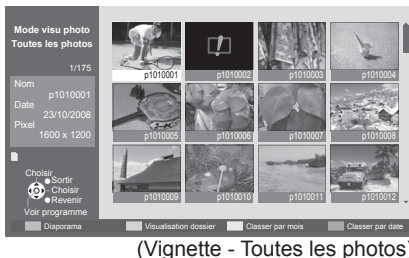 Mode visu photo
Toutes les photos
1/175
Nom
p1010001
Date
23/10/2008
Pixel
1600 x 1200
Choisir
Sortir
Choisir
Revenir
Voir programme
p1010001 p1010002 p1010003 p1010004
p1010005 p1010006 p1010007 p1010008
p1010009 p1010010 p1010011 p1010012
Diaporama Visualisation dossier Classer par mois Classer par date
(Vignette - Toutes les photos)